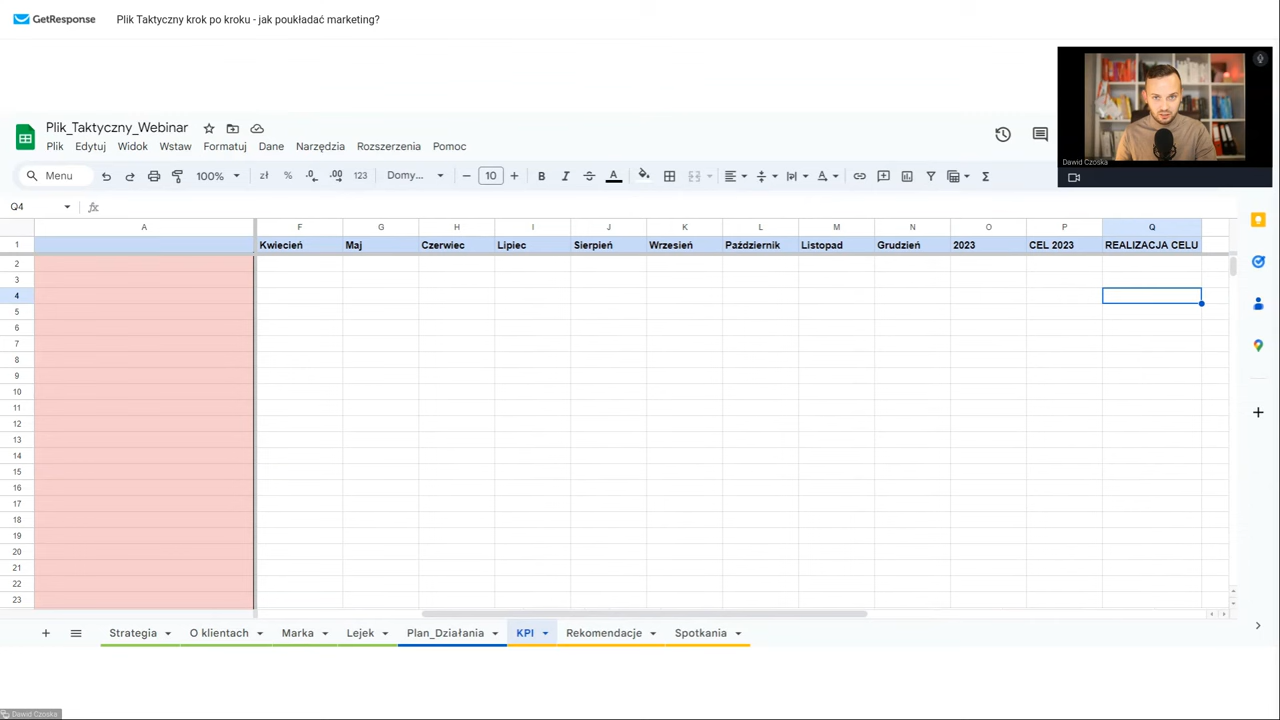 GetResponse Plik Taktyczny krok po kroku - jak poukładać marketing?
Dawid Czoska
Plik_Taktyczny_Webinar
Plik Edytuj Widok Wstaw Formatuj Dane Narzędzia Rozszerzenia Pomoc
Menu 100% zł % .0 .00 123 Domy... 10 B I S A
Q4 fx
A F G H I J K L M N O P Q
1 Kwiecień Maj Czerwiec Lipiec Sierpień Wrzesień Październik Listopad Grudzień 2023 CEL 2023 REALIZACJA CELU
2
3
4
5
6
7
8
9
10
11
12
13
14
15
16
17
18
19
20
21
22
23
Strategia O klientach Marka Lejek Plan_Działania KPI Rekomendacje Spotkania
Dawid Czoska